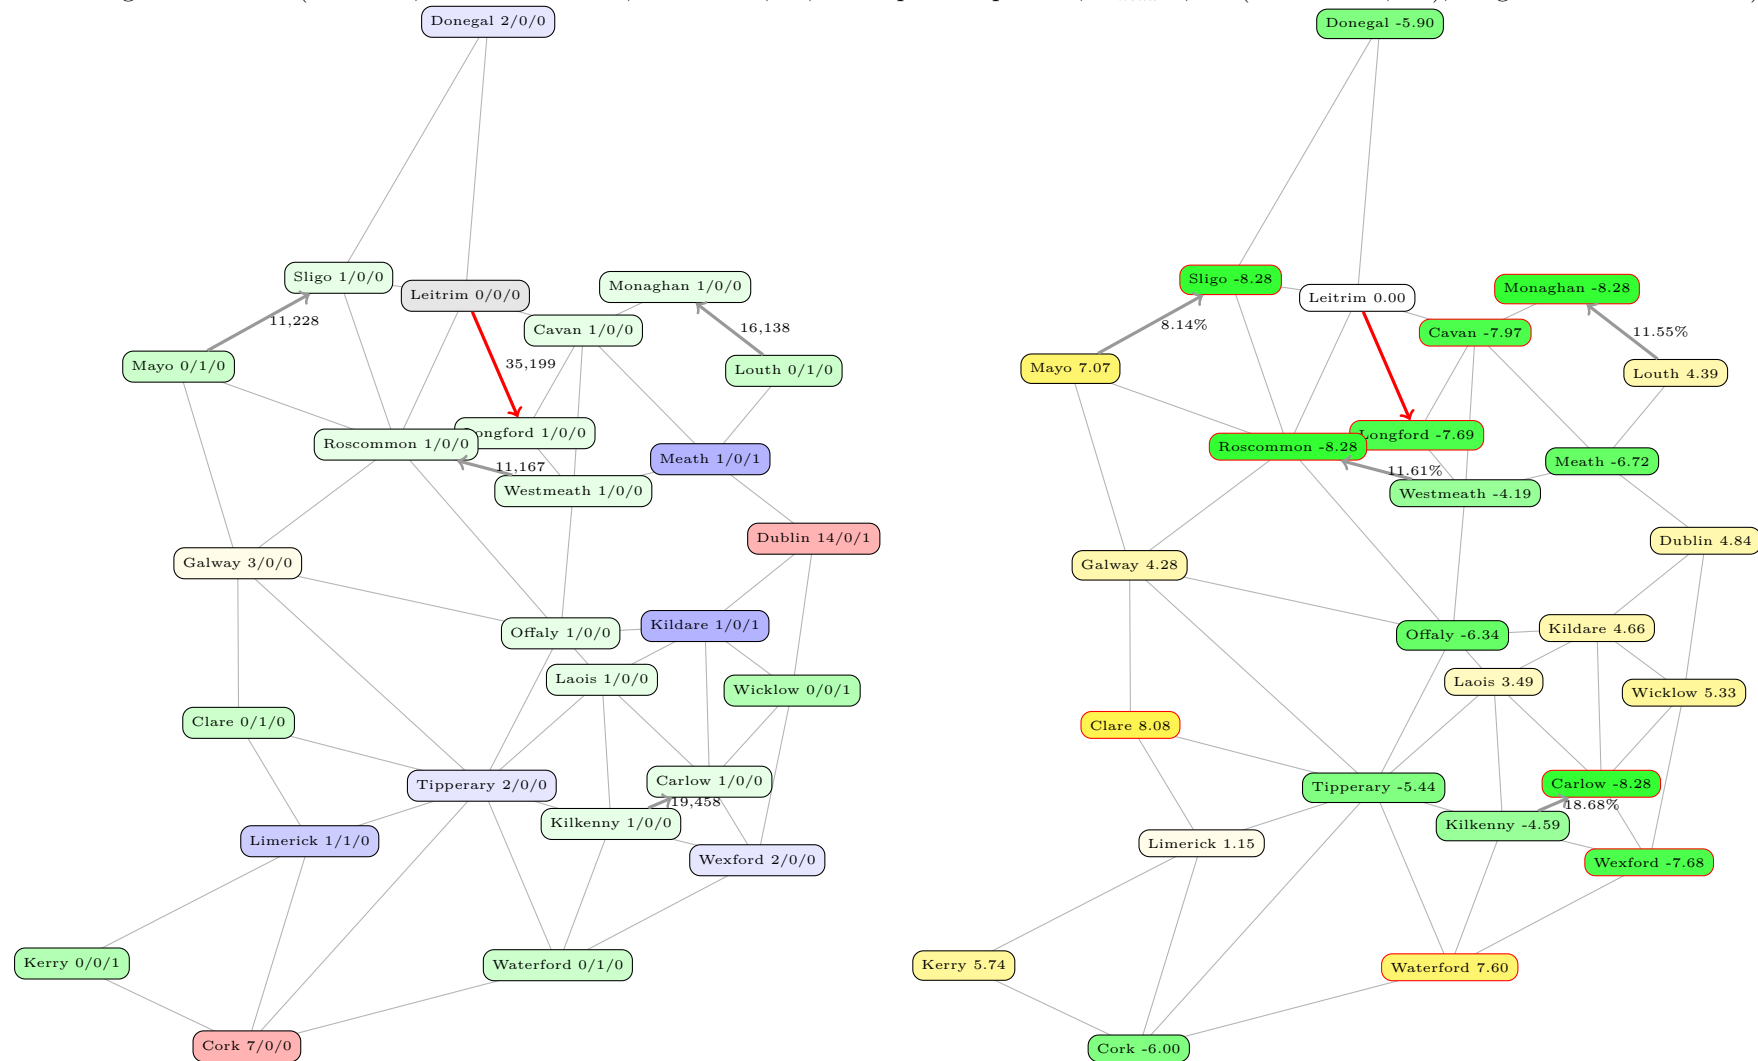 Donegal 2/0/0
Sligo 1/0/0
Leitrim 0/0/0
Monaghan 1/0/0
11,228
Cavan 1/0/0
16,138
Mayo 0/1/0
35,199
Louth 0/1/0
Roscommon 1/0/0
Longford 1/0/0
Meath 1/0/1
11,167
Westmeath 1/0/0
Dublin 14/0/1
Galway 3/0/0
Offaly 1/0/0
Kildare 1/0/1
Laois 1/0/0
Wicklow 0/0/1
Clare 0/1/0
Tipperary 2/0/0
Carlow 1/0/0
19,458
Kilkenny 1/0/0
Limerick 1/1/0
Wexford 2/0/0
Kerry 0/0/1
Waterford 0/1/0
Cork 7/0/0
Donegal -5.90
Sligo -8.28
Leitrim 0.00
Monaghan -8.28
8.14%
Cavan -7.97
11.55%
Mayo 7.07
Louth 4.39
Roscommon -8.28
Longford -7.69
Meath -6.72
11.61%
Westmeath -4.19
Dublin 4.84
Galway 4.28
Offaly -6.34
Kildare 4.66
Laois 3.49
Wicklow 5.33
Clare 8.08
Tipperary -5.44
Carlow -8.28
18.68%
Kilkenny -4.59
Limerick 1.15
Wexford -7.68
Kerry 5.74
Waterford 7.60
Cork -6.00